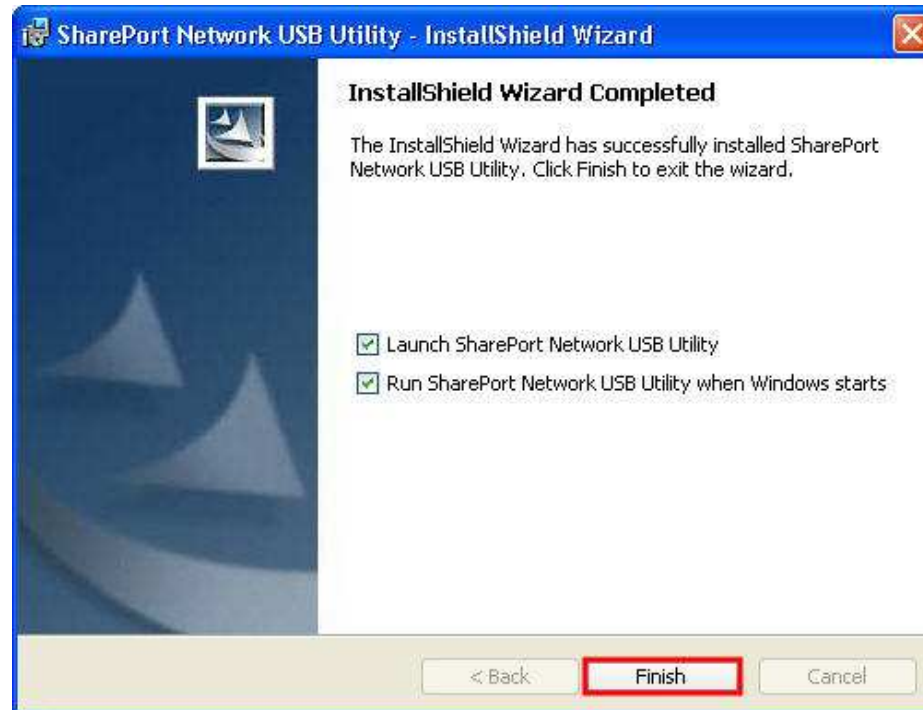 SharePort Network USB Utility - InstallShield Wizard
InstallShield Wizard Completed
The InstallShield Wizard has successfully installed SharePort
Network USB Utility. Click Finish to exit the wizard.
Launch SharePort Network USB Utility
Run SharePort Network USB Utility when Windows starts
< Back Finish Cancel